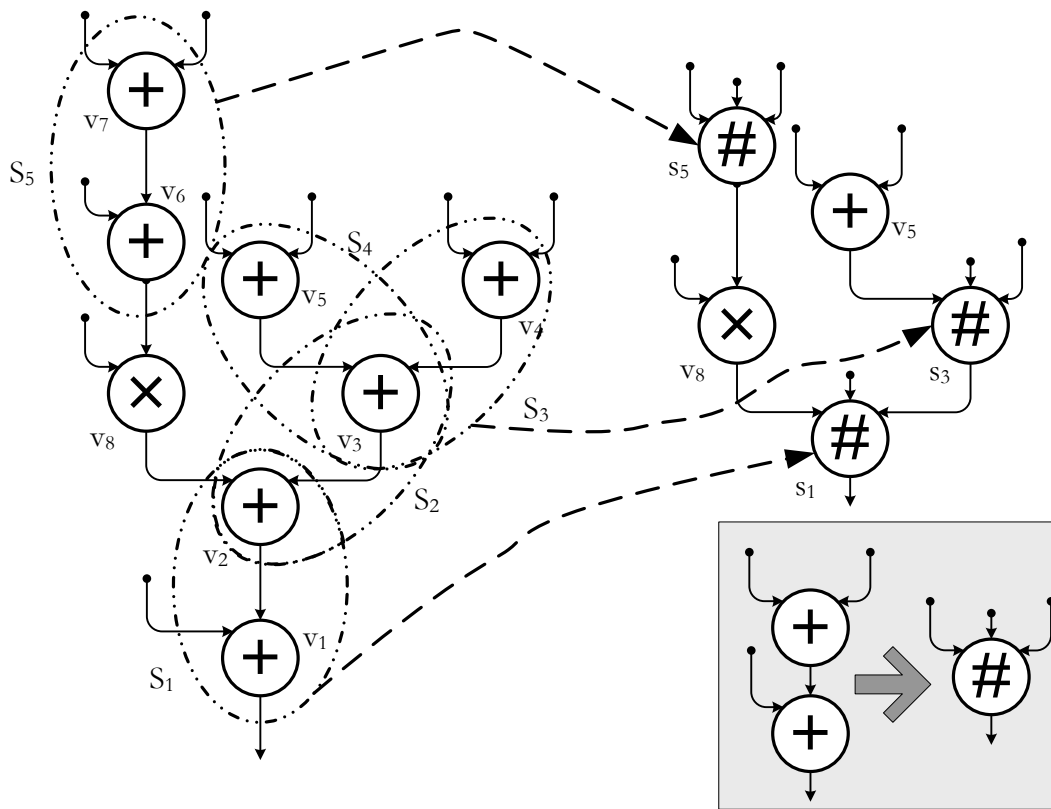 +
v7
S5
v6
+
+
v5
S4
+
v4
×
v8
+
v3
S3
S2
+
v2
+
v1
S1
#
s5
+
v5
×
v8
#
s3
#
s1
+
+
#